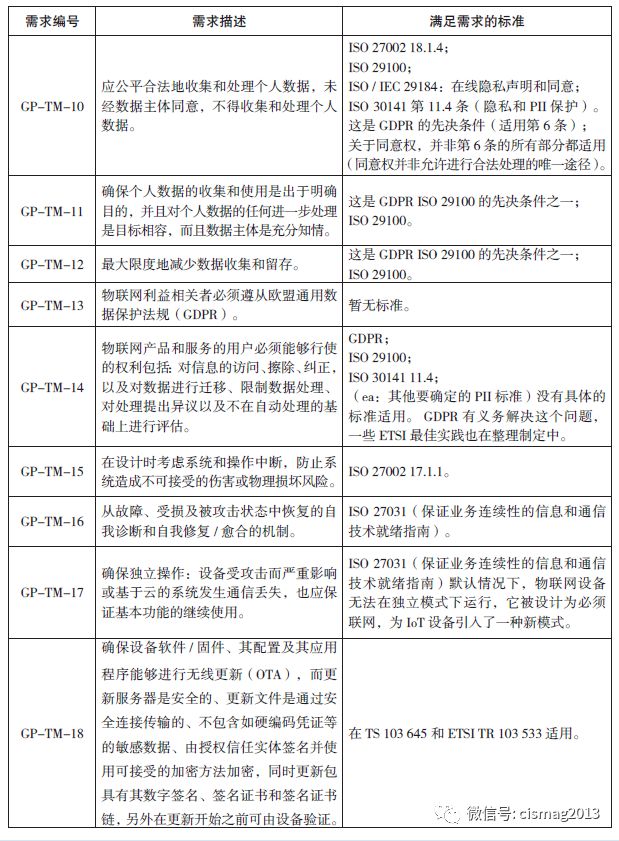 需求编号 需求描述 满足需求的标准
GP-TM-10
应公平合法地收集和处理个人数据，未
经数据主体同意，不得收集和处理个人
数据。
ISO 27002 18.1.4；
ISO 29100；
ISO / IEC 29184：在线隐私声明和同意；
ISO 30141 第 11.4 条（隐私和 PII 保护）。
这是 GDPR 的先决条件（适用第 6 条）；
关于同意权，并非第 6 条的所有部分都适用
（同意权并非允许进行合法处理的唯一途径）。
GP-TM-11
确保个人数据的收集和使用是出于明确
目的，并且对个人数据的任何进一步处理
是目标相容，而且数据主体是充分知情。
这是 GDPR ISO 29100 的先决条件之一；
ISO 29100。
GP-TM-12
最大限度地减少数据收集和留存。
这是 GDPR ISO 29100 的先决条件之一；
ISO 29100。
GP-TM-13
物联网利益相关者必须遵从欧盟通用数
据保护法规（GDPR）。
暂无标准。
GP-TM-14
物联网产品和服务的用户必须能够行使
的权利包括：对信息的访问、擦除、纠正，
以及对数据进行迁移、限制数据处理、
对处理提出异议以及不在自动处理的基
础上进行评估。
GDPR；
ISO 29100；
ISO 30141 11.4；
（ea：其他要确定的 PII 标准）没有具体的
标准适用。 GDPR 有义务解决这个问题，
一些 ETSI 最佳实践也在整理制定中。
GP-TM-15
在设计时考虑系统和操作中断，防止系
统造成不可接受的伤害或物理损坏风险。
ISO 27002 17.1.1。
GP-TM-16
从故障、受损及被攻击状态中恢复的自
我诊断和自我修复 / 愈合的机制。
ISO 27031（保证业务连续性的信息和通信
技术就绪指南）。
GP-TM-17
确保独立操作：设备受攻击而严重影响
或基于云的系统发生通信丢失，也应保
证基本功能的继续使用。
ISO 27031（保证业务连续性的信息和通信
技术就绪指南）默认情况下，物联网设备
无法在独立模式下运行，它被设计为必须
联网，为 IoT 设备引入了一种新模式。
GP-TM-18
确保设备软件 / 固件、其配置及其应用
程序能够进行无线更新（OTA），而更
新服务器是安全的、更新文件是通过安
全连接传输的、不包含如硬编码凭证等
的敏感数据、由授权信任实体签名并使
用可接受的加密方法加密，同时更新包
具有其数字签名、签名证书和签名证书
链，另外在更新开始之前可由设备验证。
在 TS 103 645 和 ETSI TR 103 533 适用。
微信号: cismag2013